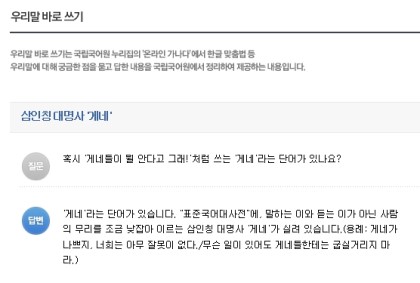 우리말 바로 쓰기
우리말 바로 쓰기는 국립국어원 누리집의 '온라인 가나다'에서 한글 맞춤법 등
우리말에 대해 궁금한 점을 묻고 답한 내용을 국립국어원에서 정리하여 제공하는 내용입니다.
삼인칭 대명사 '게네'
질문
혹시 '게네들이 뭘 안다고 그래!'처럼 쓰는 '게네'라는 단어가 있나요?
답변
'게네'라는 단어가 있습니다. "표준국어대사전"에, 말하는 이와 듣는 이가 아닌 사람
의 무리를 조금 낮잡아 이르는 삼인칭 대명사 '게네'가 실려 있습니다.(용례: 게네가
나쁘지, 너희는 아무 잘못이 없다./무슨 일이 있어도 게네들한테는 굽실거리지 마
라.)